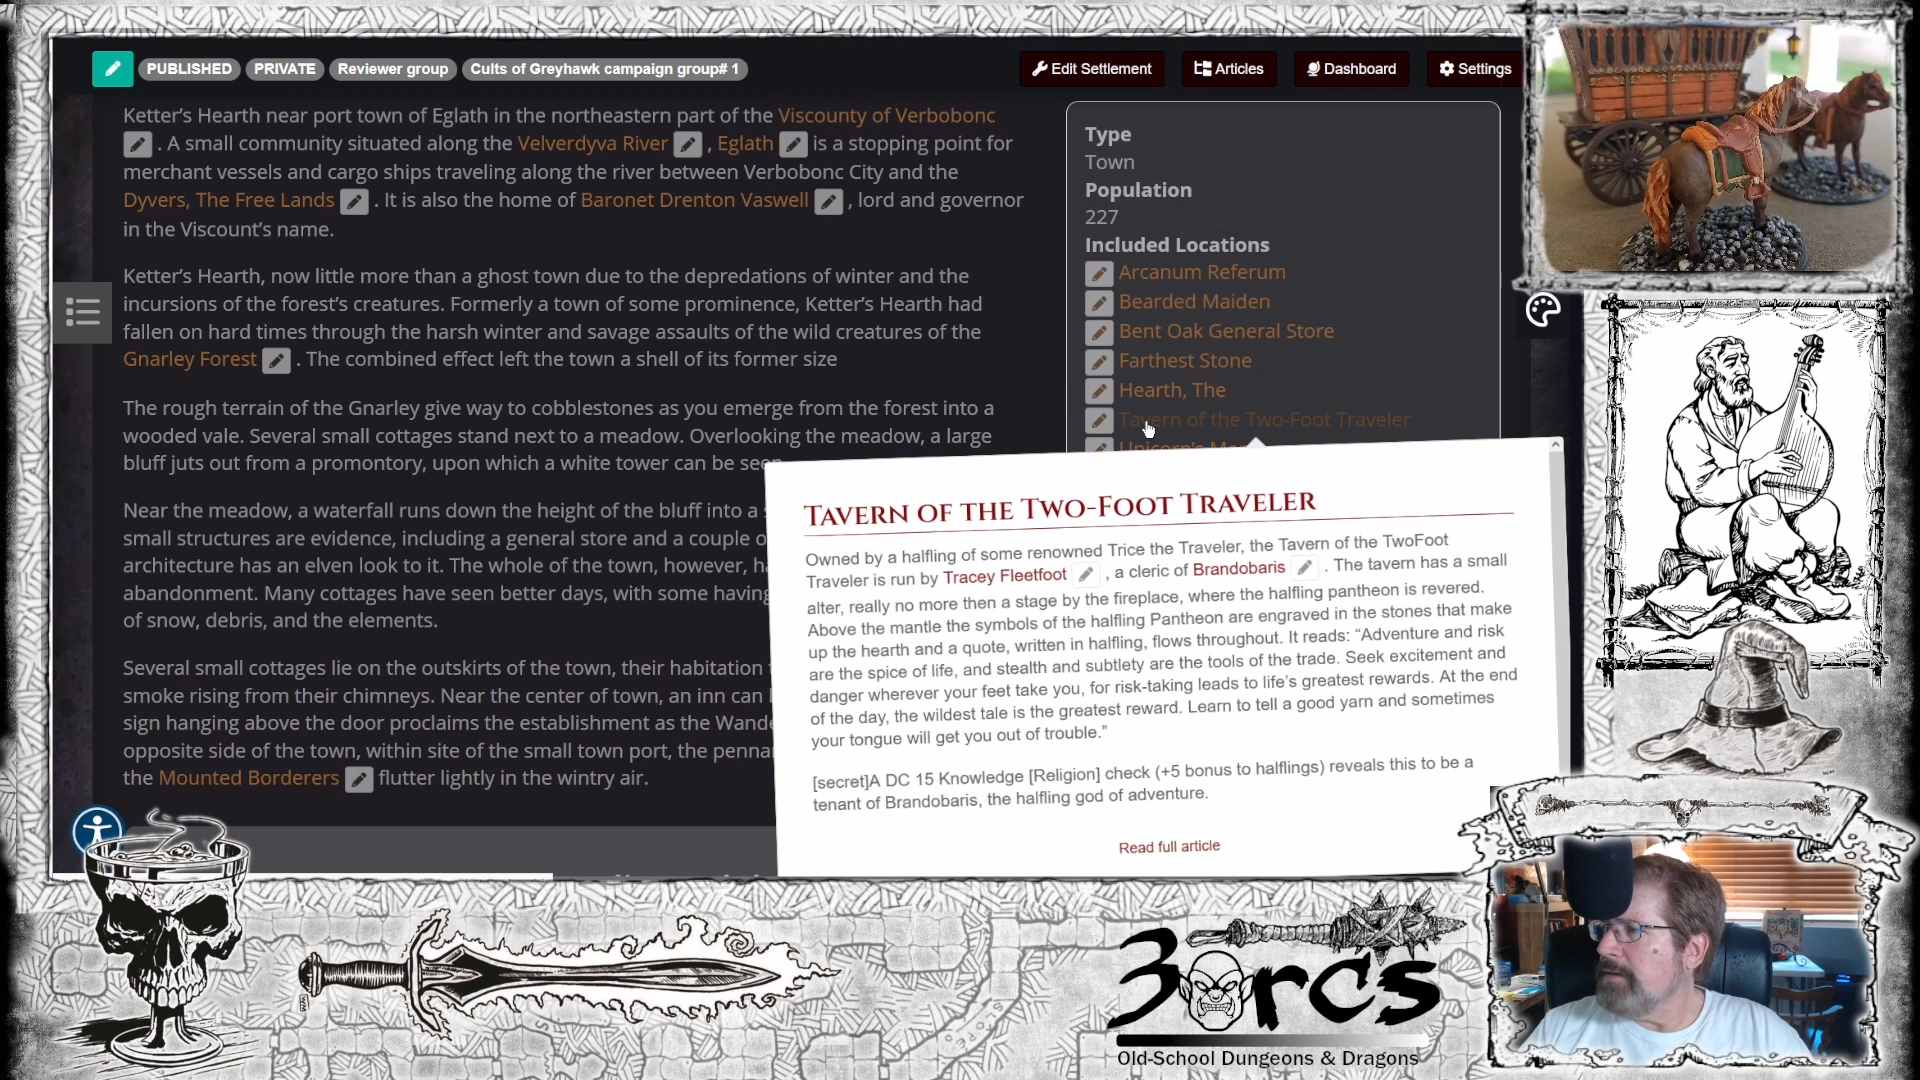 PUBLISHED PRIVATE Reviewer group Cults of Greyhawk campaign group# 1
Edit Settlement Articles Dashboard Settings
Ketter's Hearth near port town of Eglath in the northeastern part of the Viscounty of Verbobonc
. A small community situated along the Velverdyva River , Eglath is a stopping point for
merchant vessels and cargo ships traveling along the river between Verbobonc City and the
Dyvers, The Free Lands . It is also the home of Baronet Drenton Vaswell , lord and governor
in the Viscount's name.
Ketter's Hearth, now little more than a ghost town due to the depredations of winter and the
incursions of the forest's creatures. Formerly a town of some prominence, Ketter's Hearth had
fallen on hard times through the harsh winter and savage assaults of the wild creatures of the
Gnarley Forest . The combined effect left the town a shell of its former size
The rough terrain of the Gnarley give way to cobblestones as you emerge from the forest into a
wooded vale. Several small cottages stand next to a meadow. Overlooking the meadow, a large
bluff juts out from a promontory, upon which a white tower can be seen
Near the meadow, a waterfall runs down the height of the bluff into a
small structures are evidence, including a general store and a couple
architecture has an elven look to it. The whole of the town, however,
abandonment. Many cottages have seen better days, with some having
of snow, debris, and the elements.
Several small cottages lie on the outskirts of the town, their habitation
smoke rising from their chimneys. Near the center of town, an inn can
sign hanging above the door proclaims the establishment as the
opposite side of the town, within site of the small town port, the
the Mounted Borderers flutter lightly in the wintry air.
Type
Town
Population
227
Included Locations
Arcanum Referum
Bearded Maiden
Bent Oak General Store
Farthest Stone
Hearth, The
Tavern of the Two-Foot Traveler
Unicorn's
TAVERN OF THE TWO-FOOT TRAVELER
Owned by a halfling of some renowned Trice the Traveler, the Tavern of the TwoFoot
Traveler is run by Tracey Fleetfoot , a cleric of Brandobaris . The tavern has a small
alter, really no more then a stage by the fireplace, where the halfling pantheon is revered.
Above the mantle the symbols of the halfling Pantheon are engraved in the stones that make
up the hearth and a quote, written in halfling, flows throughout. It reads: “Adventure and risk
are the spice of life, and stealth and subtlety are the tools of the trade. Seek excitement and
danger wherever your feet take you, for risk-taking leads to life's greatest rewards. At the end
of the day, the wildest tale is the greatest reward. Learn to tell a good yarn and sometimes
your tongue will get you out of trouble.”
[secret]A DC 15 Knowledge [Religion] check (+5 bonus to halflings) reveals this to be a
tenant of Brandobaris, the halfling god of adventure.
Read full article
3 orcs
Old-School Dungeons & Dragons